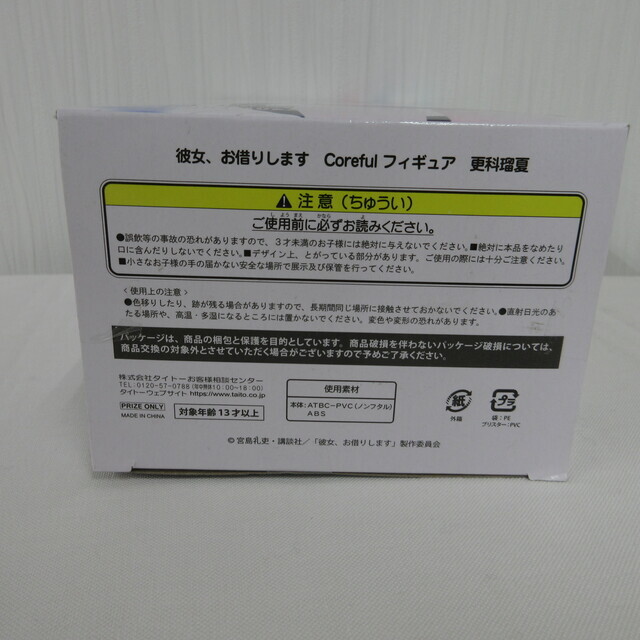 彼女、お借りします　Coreful フィギュア　更科瑠夏
注意（ちゅうい）
ご使用前に必ずお読みください。
●誤飲等の事故の恐れがありますので、3才未満のお子様には絶対に与えないでください。■絶対に本品をなめたり
口に含んだりしないでください。■デザイン上、とがっている部分があります。ご使用の際には十分ご注意ください。
■小さなお子様の手の届かない安全な場所で展示及び保管を行ってください。
〈使用上の注意〉
●色移りしたり、跡が残る場合がありますので、長期間同じ場所に接触させておかないでください。●直射日光のあ
たる場所や、高温・多湿になるところには置かないでください。変色や変形の恐れがあります。
パッケージは、商品の梱包と保護を目的としています。商品破損を伴わないパッケージ破損については、
商品交換の対象外とさせていただく場合がございますので予めご了承ください。
株式会社タイトーお客様相談センター
TEL:0120-57-0788(祝祭日除く月~金 10:00~18:00)
タイトーウェブサイト https://www.taito.co.jp
PRIZE ONLY
MADE IN CHINA
対象年齢13才以上
使用素材
本体：ATBC-PVC(ノンフタル)
ABS
紙
外箱
プラ
袋：PE
ブリスター：PVC
© 宮島礼吏・講談社／「彼女、お借りします」製作委員会